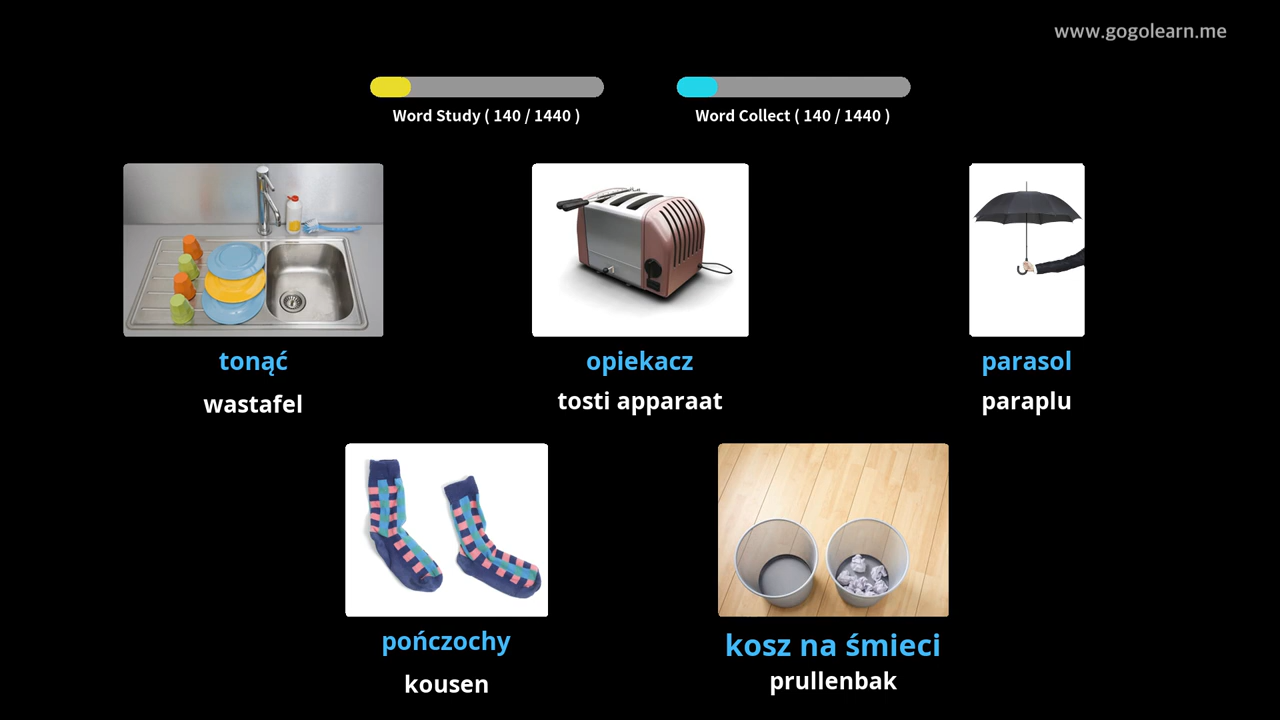 www.gogolearn.me
Word Study ( 140 / 1440 )
Word Collect ( 140 / 1440 )
tonąć
wastafel
opiekacz
tosti apparaat
parasol
paraplu
pończochy
kousen
kosz na śmieci
prullenbak